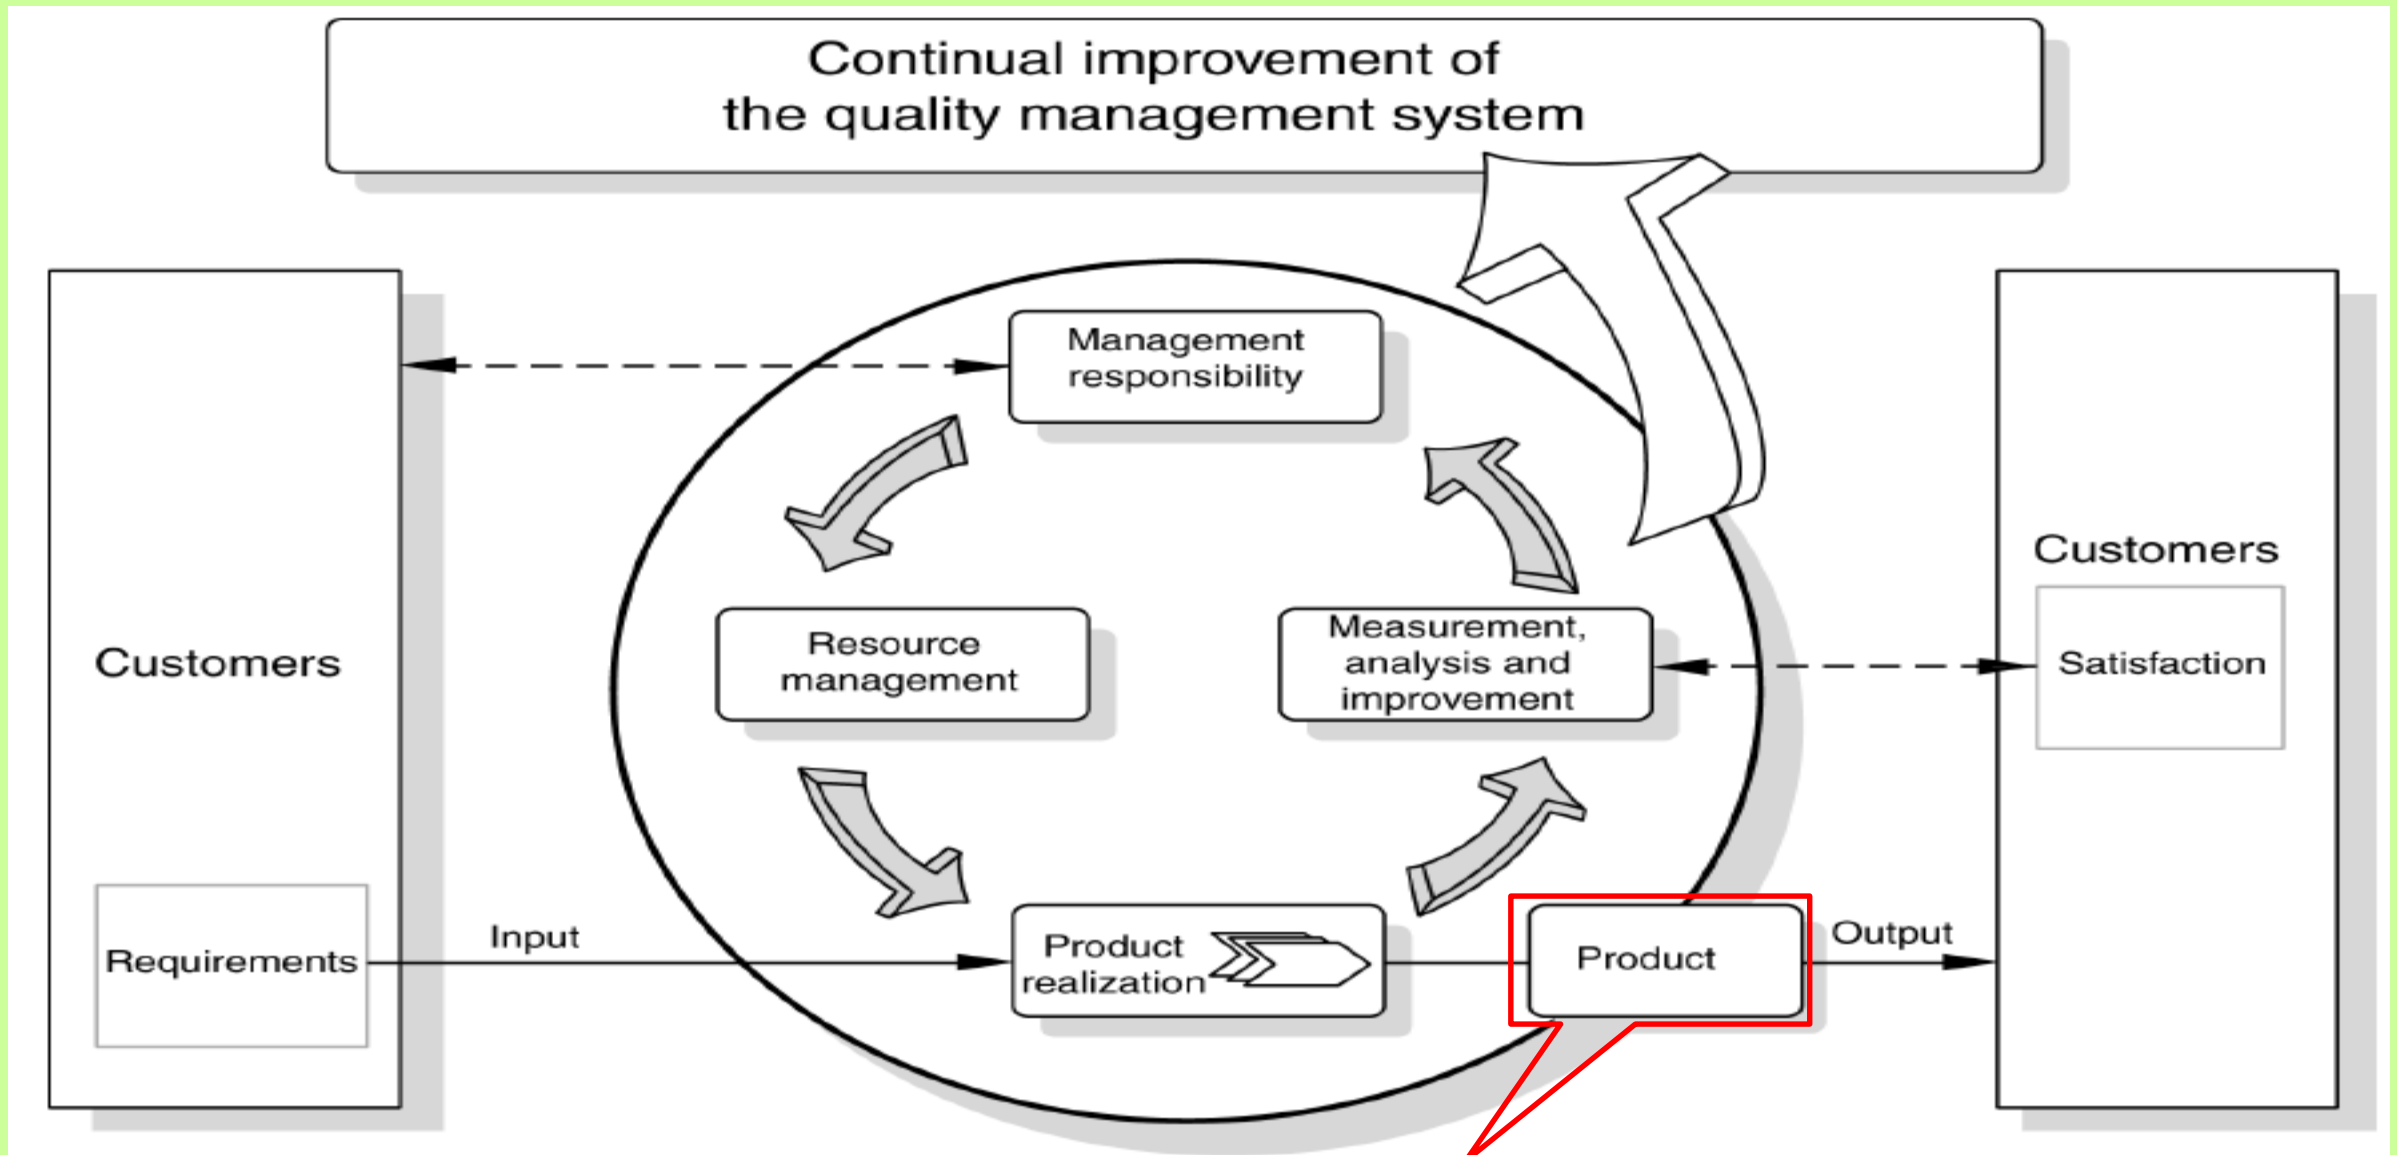 Continual improvement of
the quality management system
Management
responsibility
Customers
Resource
management
Measurement,
analysis and
improvement
Customers
Satisfaction
Requirements
Input
Product
realization
Product
Output